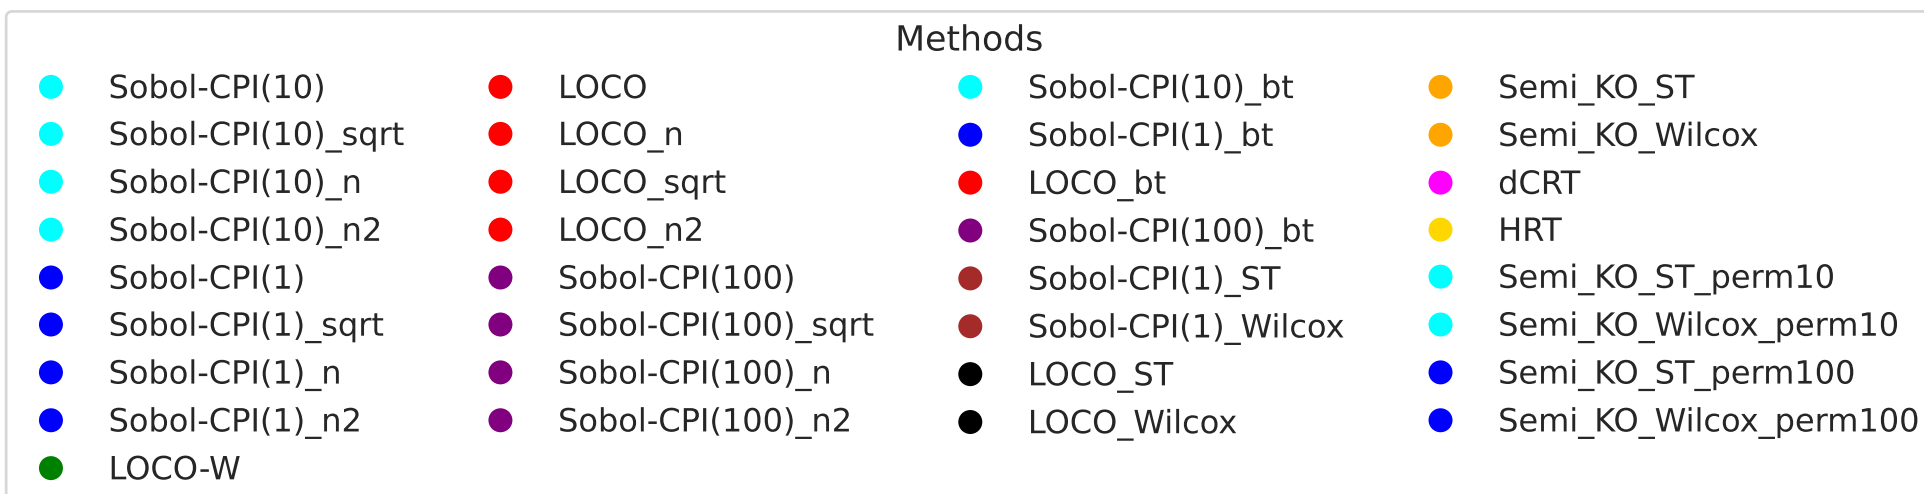 Methods
Sobol-CPI(10)
Sobol-CPI(10)_sqrt
Sobol-CPI(10)_n
Sobol-CPI(10)_n2
Sobol-CPI(1)
Sobol-CPI(1)_sqrt
Sobol-CPI(1)_n
Sobol-CPI(1)_n2
LOCO-W
LOCO
LOCO_n
LOCO_sqrt
LOCO_n2
Sobol-CPI(100)
Sobol-CPI(100)_sqrt
Sobol-CPI(100)_n
Sobol-CPI(100)_n2
Sobol-CPI(10)_bt
Sobol-CPI(1)_bt
LOCO_bt
Sobol-CPI(100)_bt
Sobol-CPI(1)_ST
Sobol-CPI(1)_Wilcox
LOCO_ST
LOCO_Wilcox
Semi_KO_ST
Semi_KO_Wilcox
dCRT
HRT
Semi_KO_ST_perm10
Semi_KO_Wilcox_perm10
Semi_KO_ST_perm100
Semi_KO_Wilcox_perm100